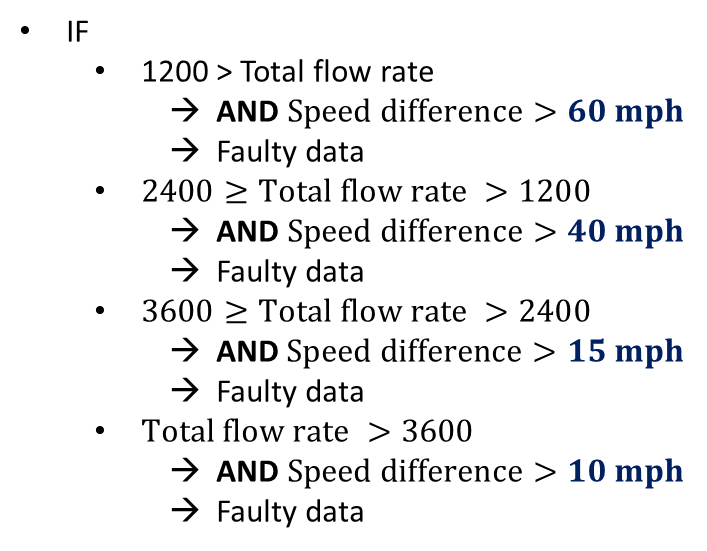 • IF
• 1200 > Total flow rate
→ AND Speed difference > 60 mph
→ Faulty data
• 2400 ≥ Total flow rate > 1200
→ AND Speed difference > 40 mph
→ Faulty data
• 3600 ≥ Total flow rate > 2400
→ AND Speed difference > 15 mph
→ Faulty data
• Total flow rate > 3600
→ AND Speed difference > 10 mph
→ Faulty data